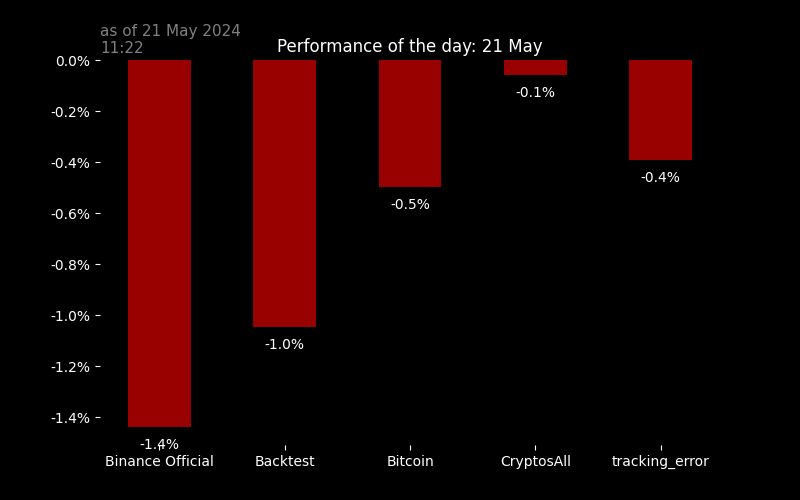 as of 21 May 2024
11:22
Performance of the day: 21 May
0.0%
-0.2%
-0.4%
-0.6%
-0.8%
-1.0%
-1.2%
-1.4%
-1.4%
-1.0%
-0.5%
-0.1%
-0.4%
Binance Official
Backtest
Bitcoin
CryptosAll
tracking_error